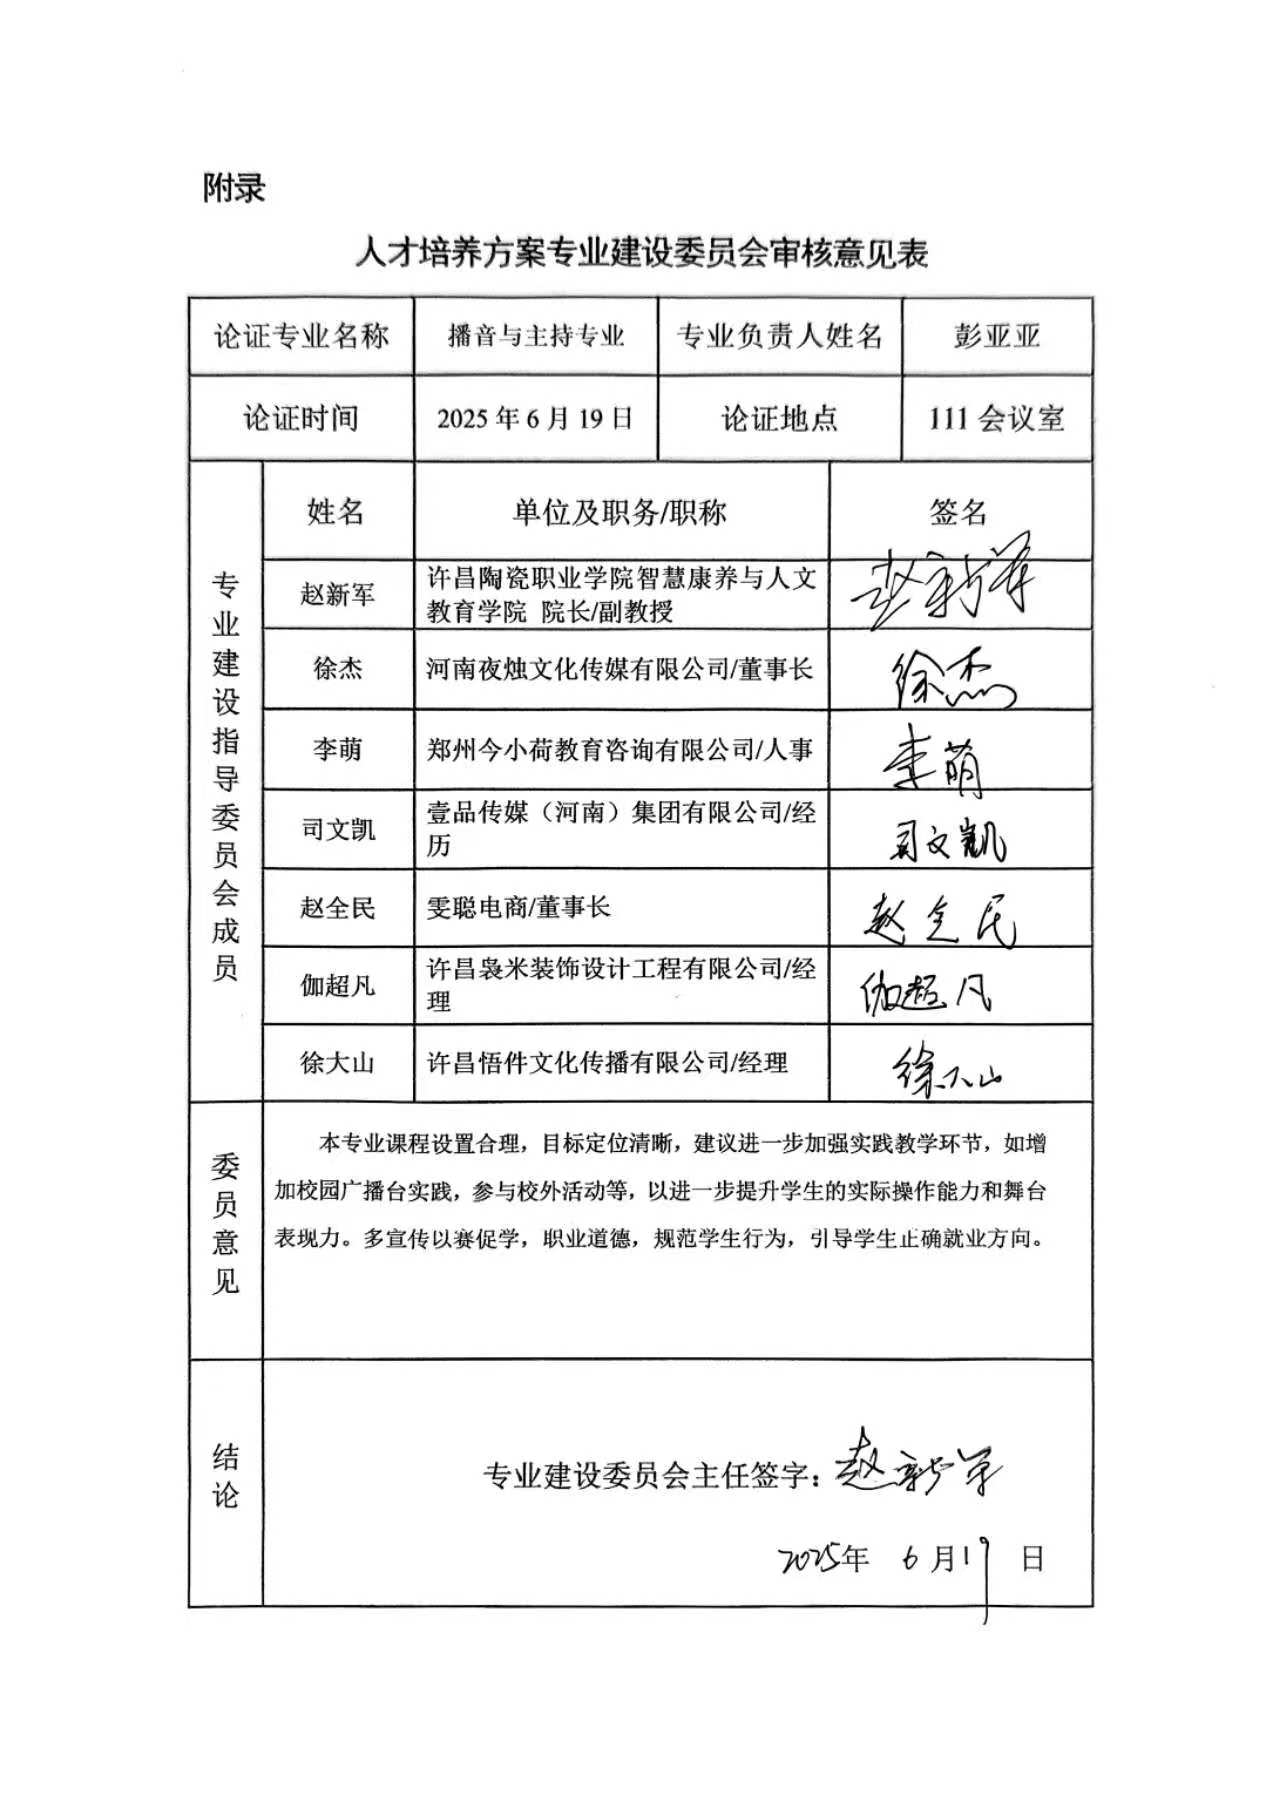 附录
人才培养方案专业建设委员会审核意见表
论证专业名称 播音与主持专业 专业负责人姓名 彭亚亚
论证时间 2025年6月19日 论证地点 111会议室
专业建设指导委员会成员
姓名 单位及职务/职称 签名
赵新军 许昌陶瓷职业学院智慧康养与人文
教育学院 院长/副教授 赵新军
徐杰 河南夜烛文化传媒有限公司/董事长 徐杰
李萌 郑州今小荷教育咨询有限公司/人事 李萌
司文凯 壹品传媒（河南）集团有限公司/经
历 司文凯
赵全民 雯聪电商/董事长 赵全民
伽超凡 许昌袅米装饰设计工程有限公司/经
理 伽超凡
徐大山 许昌悟件文化传播有限公司/经理 徐大山
委员意见
本专业课程设置合理，目标定位清晰，建议进一步加强实践教学环节，如增
加校园广播台实践，参与校外活动等，以进一步提升学生的实际操作能力和舞台
表现力。多宣传以赛促学，职业道德，规范学生行为，引导学生正确就业方向。
结论
专业建设委员会主任签字：赵新军
2025年 6月19日